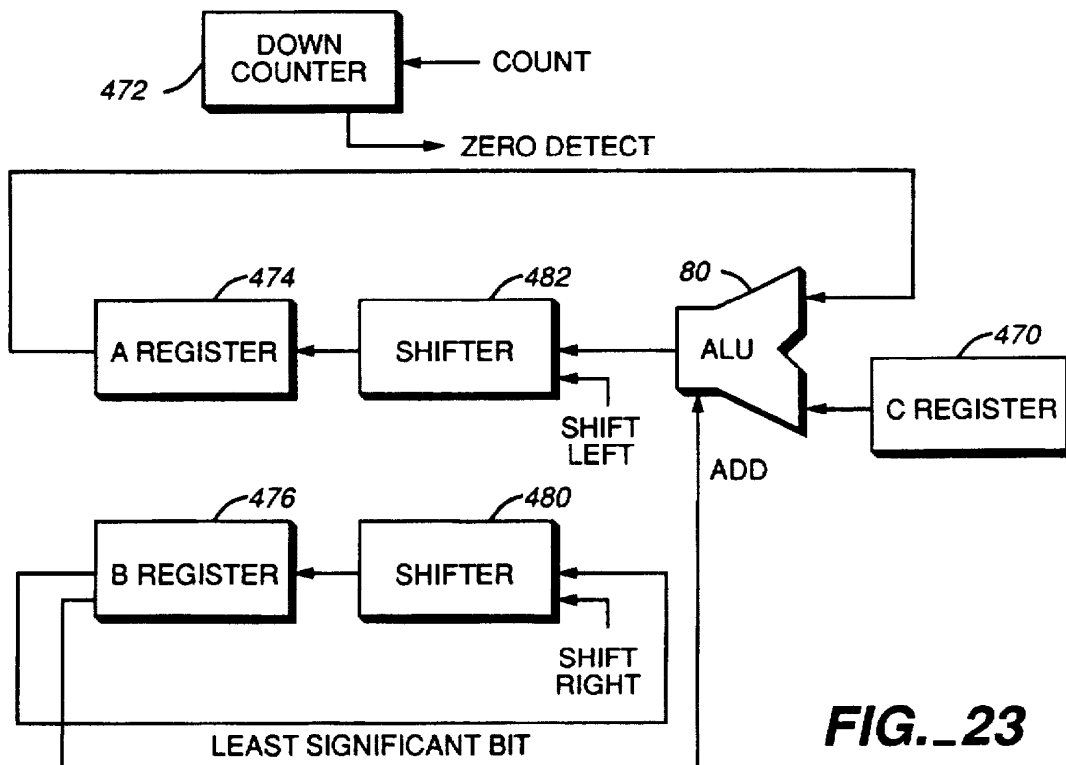 DOWN
COUNTER
472
COUNT
ZERO DETECT
474
482
80
470
A REGISTER
SHIFTER
ALU
C REGISTER
SHIFT
LEFT
ADD
476
480
B REGISTER
SHIFTER
SHIFT
RIGHT
LEAST SIGNIFICANT BIT
FIG._23